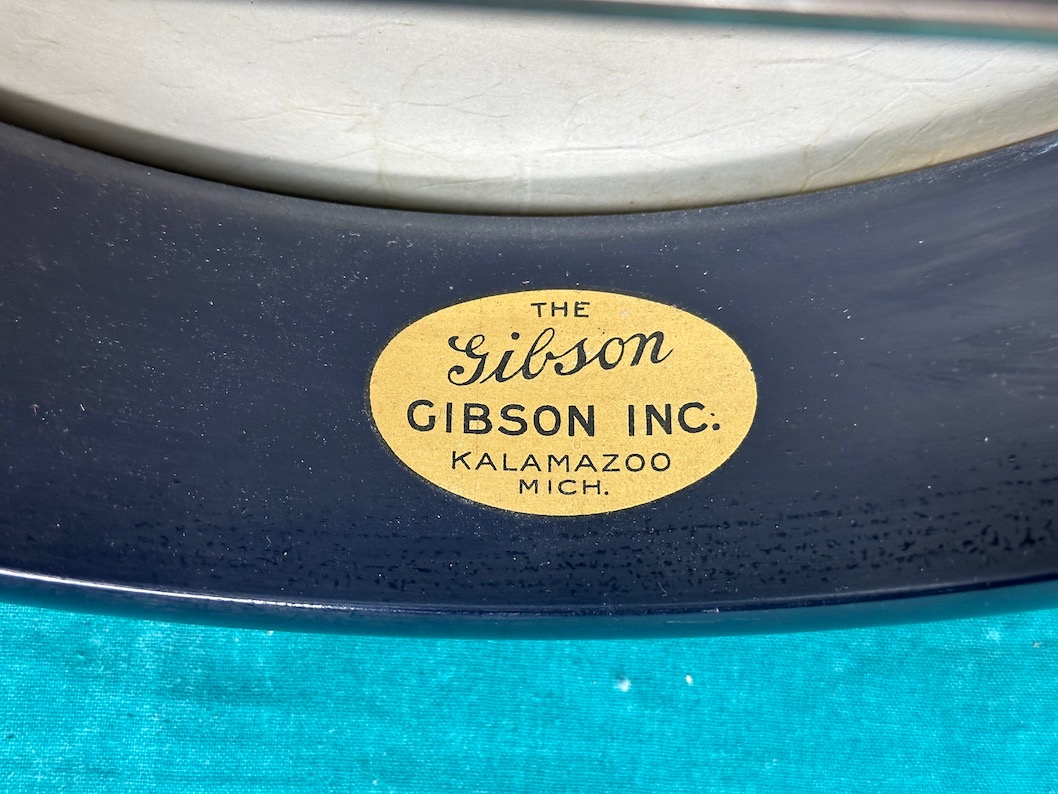 THE
Gibson
GIBSON INC.
KALAMAZOO
MICH.